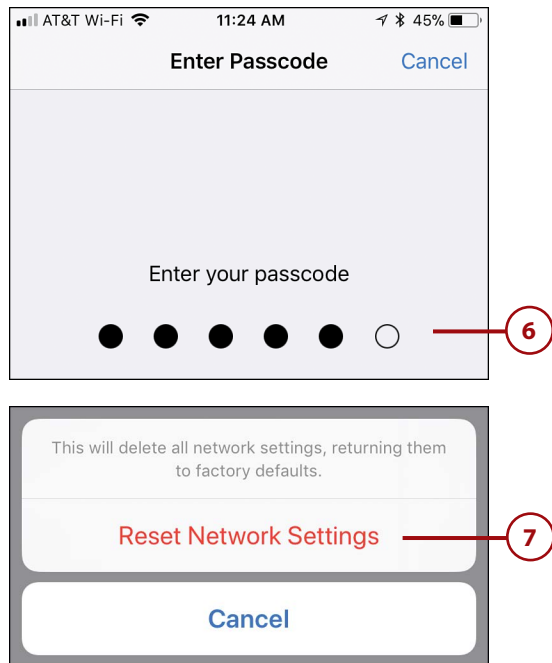 AT&T Wi-Fi 11:24 AM 45%
Enter Passcode Cancel
Enter your passcode
6
This will delete all network settings, returning them
to factory defaults.
Reset Network Settings
7
Cancel